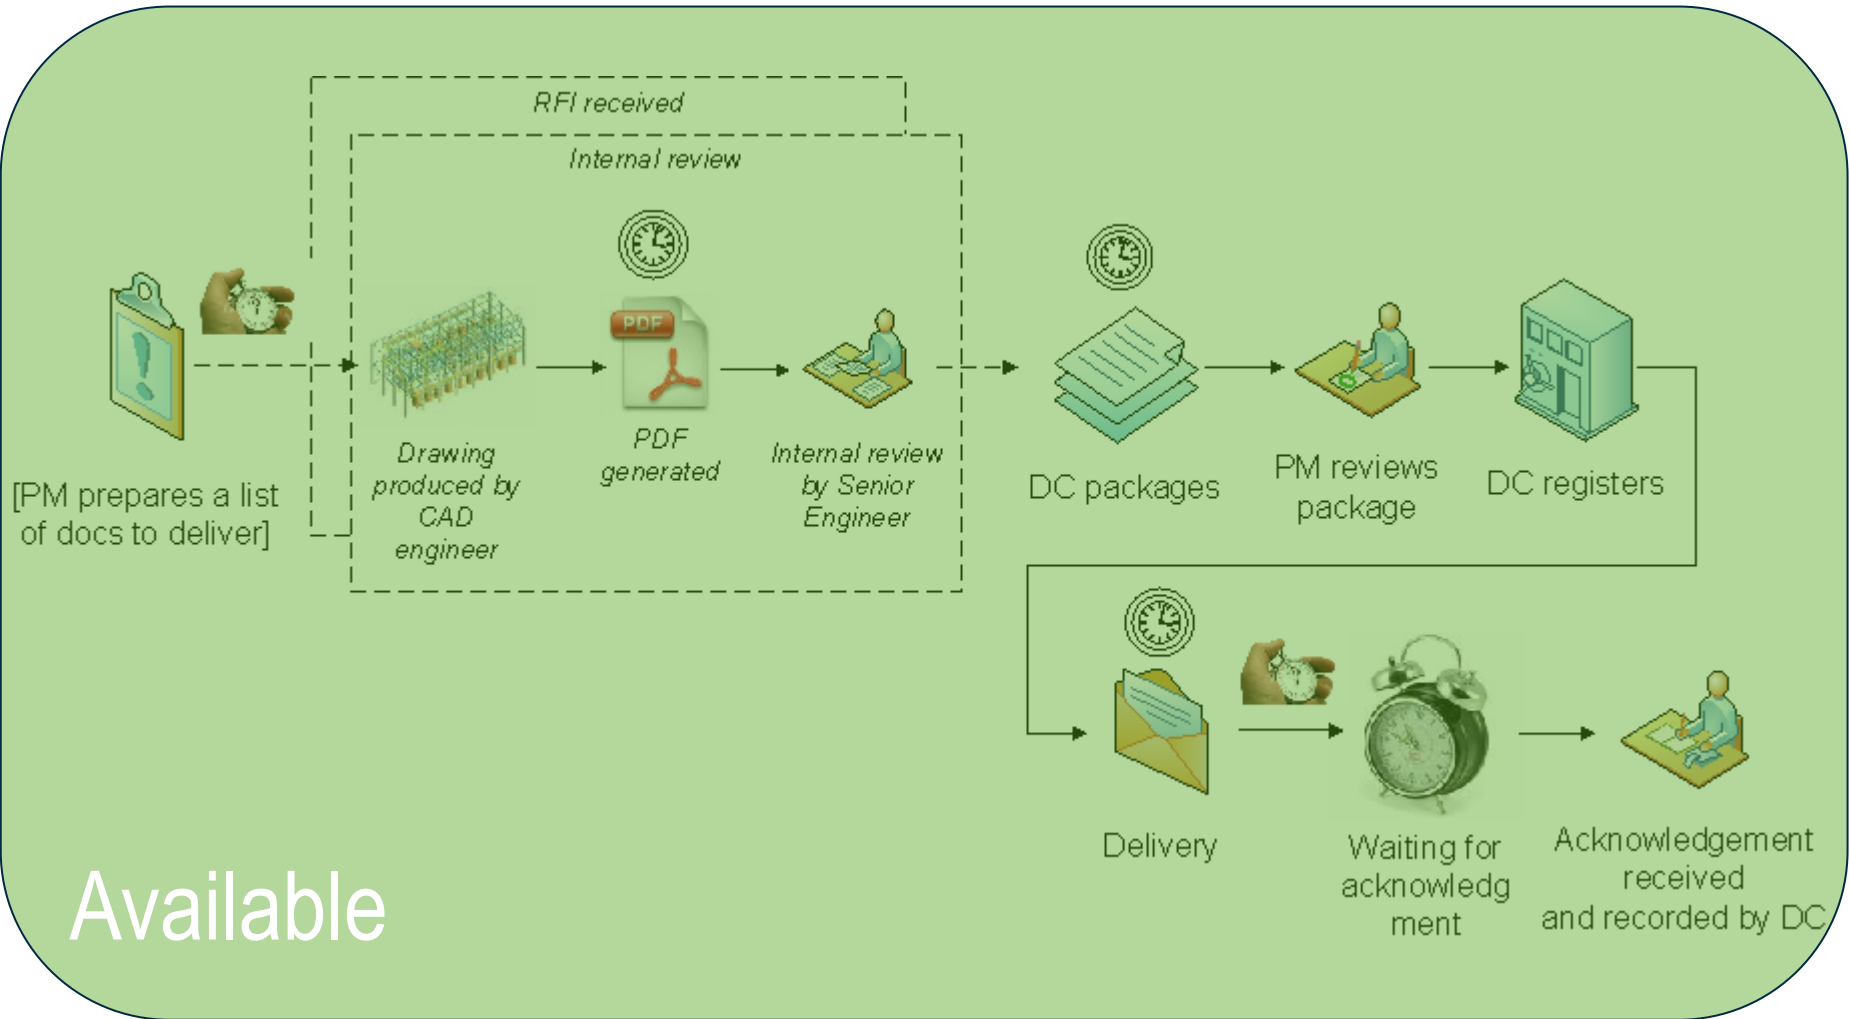 RFI received
Internal review
PDF
[PM prepares a list
of docs to deliver]
Drawing
produced by
CAD
engineer
PDF
generated
Internal review
by Senior
Engineer
DC packages
PM reviews
package
DC registers
Delivery
Waiting for
acknowledg
ment
Acknowledgement
received
and recorded by DC
Available